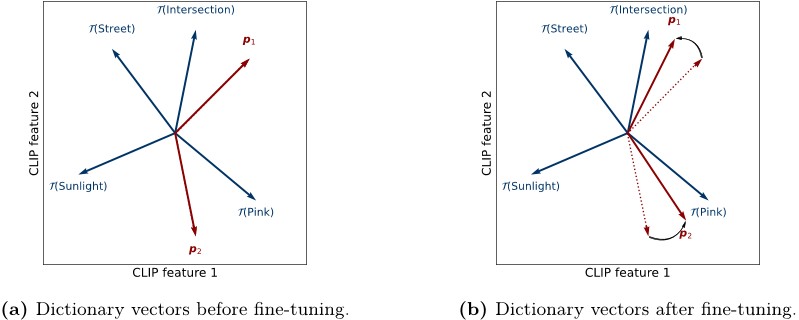 𝒯(Intersection)
𝒯(Street)
p₁
𝒯(Sunlight)
𝒯(Pink)
p₂
CLIP feature 2
CLIP feature 1
(a) Dictionary vectors before fine-tuning.
𝒯(Intersection)
p₁
𝒯(Street)
𝒯(Sunlight)
𝒯(Pink)
p₂
CLIP feature 2
CLIP feature 1
(b) Dictionary vectors after fine-tuning.